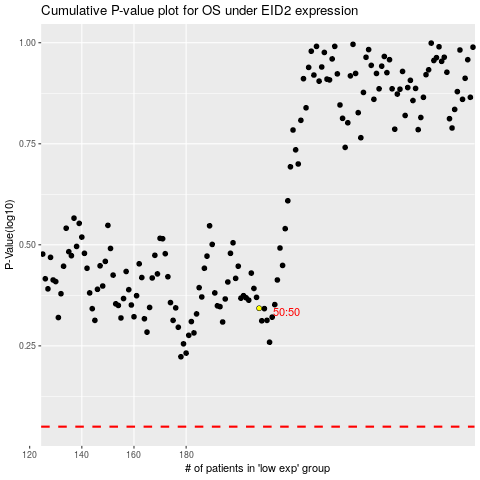 Cumulative P-value plot for OS under EID2 expression
P-Value(log10)
1.00
0.75
0.50
0.25
50:50
120 140 160 180
# of patients in 'low exp' group